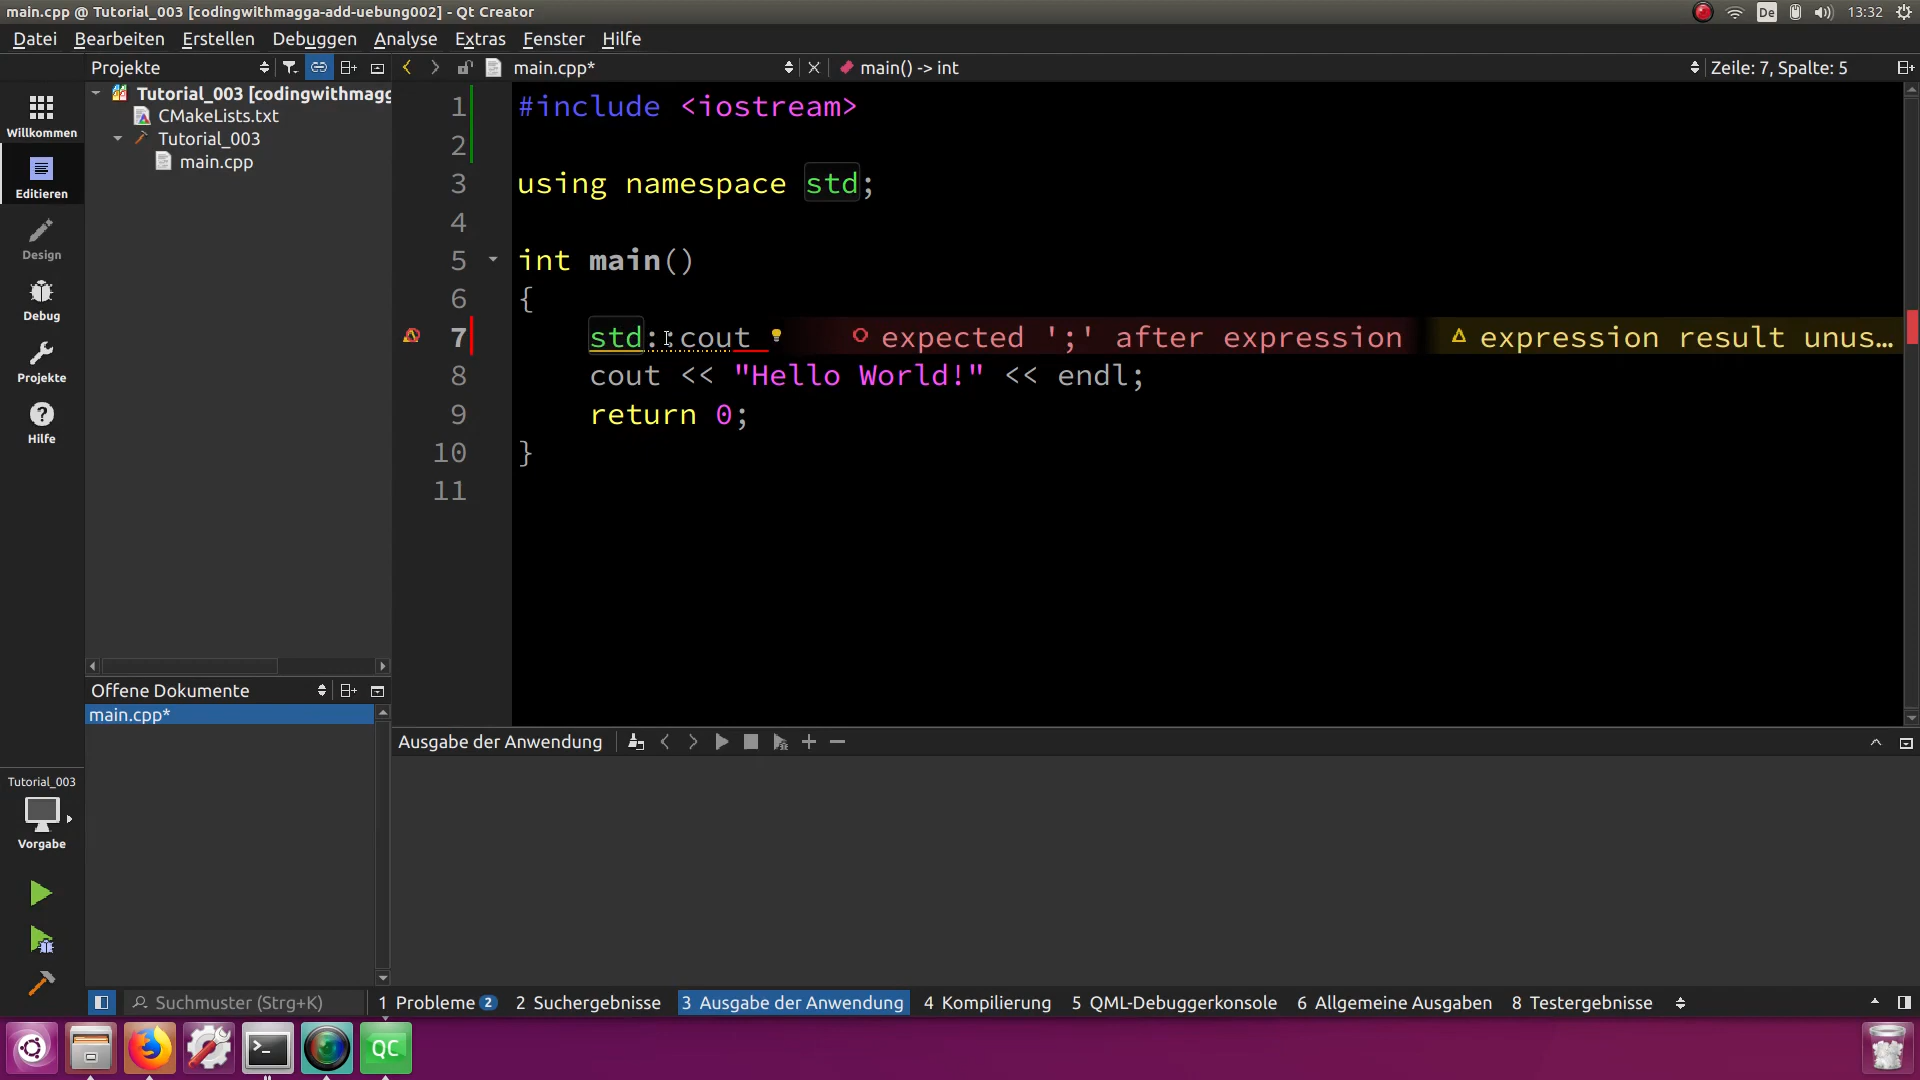 main.cpp @ Tutorial_003 [codingwithmagga-add-uebung002] - Qt Creator
De
13:32
Datei Bearbeiten Erstellen Debuggen Analyse Extras Fenster Hilfe
Projekte
main.cpp*
main() -> int
Zeile: 7, Spalte: 5
Willkommen
Editieren
Design
Debug
Projekte
Hilfe
Tutorial_003 [codingwithmagg
CMakeLists.txt
Tutorial_003
main.cpp
1 #include <iostream>
2
3 using namespace std;
4
5 int main()
6 {
7 std::cout expected ';' after expression expression result unus...
8 cout << "Hello World!" << endl;
9 return 0;
10 }
11
Offene Dokumente
main.cpp*
Ausgabe der Anwendung
Tutorial_003
Vorgabe
Suchmuster (Strg+K)
1 Probleme 2
2 Suchergebnisse
3 Ausgabe der Anwendung
4 Kompilierung
5 QML-Debuggerkonsole
6 Allgemeine Ausgaben
8 Testergebnisse
QC